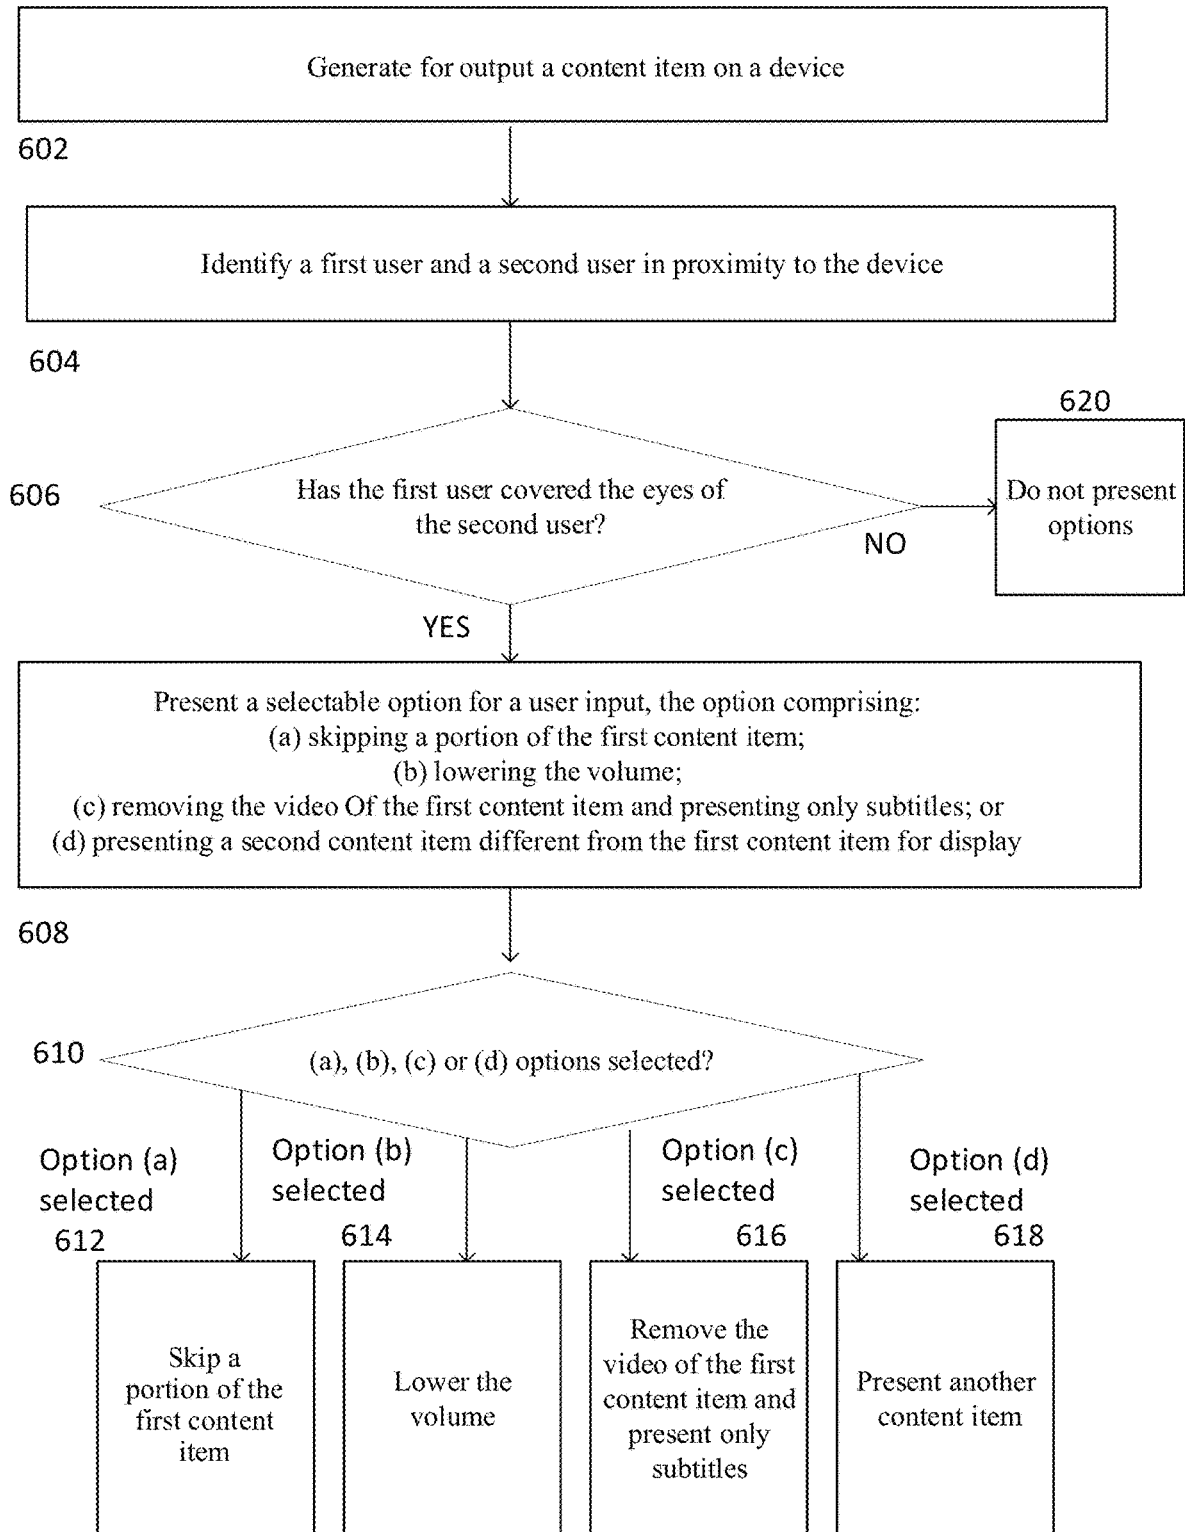 Generate for output a content item on a device
602
Identify a first user and a second user in proximity to the device
604
620
606
Has the first user covered the eyes of
the second user?
Do not present
options
NO
YES
Present a selectable option for a user input, the option comprising:
(a) skipping a portion of the first content item;
(b) lowering the volume;
(c) removing the video Of the first content item and presenting only subtitles; or
(d) presenting a second content item different from the first content item for display
608
610
(a), (b), (c) or (d) options selected?
Option (a)
selected
612
Option (b)
selected
614
Option (c)
selected
616
Option (d)
selected
618
Skip a
portion of the
first content
item
Lower the
volume
Remove the
video of the first
content item and
present only
subtitles
Present another
content item